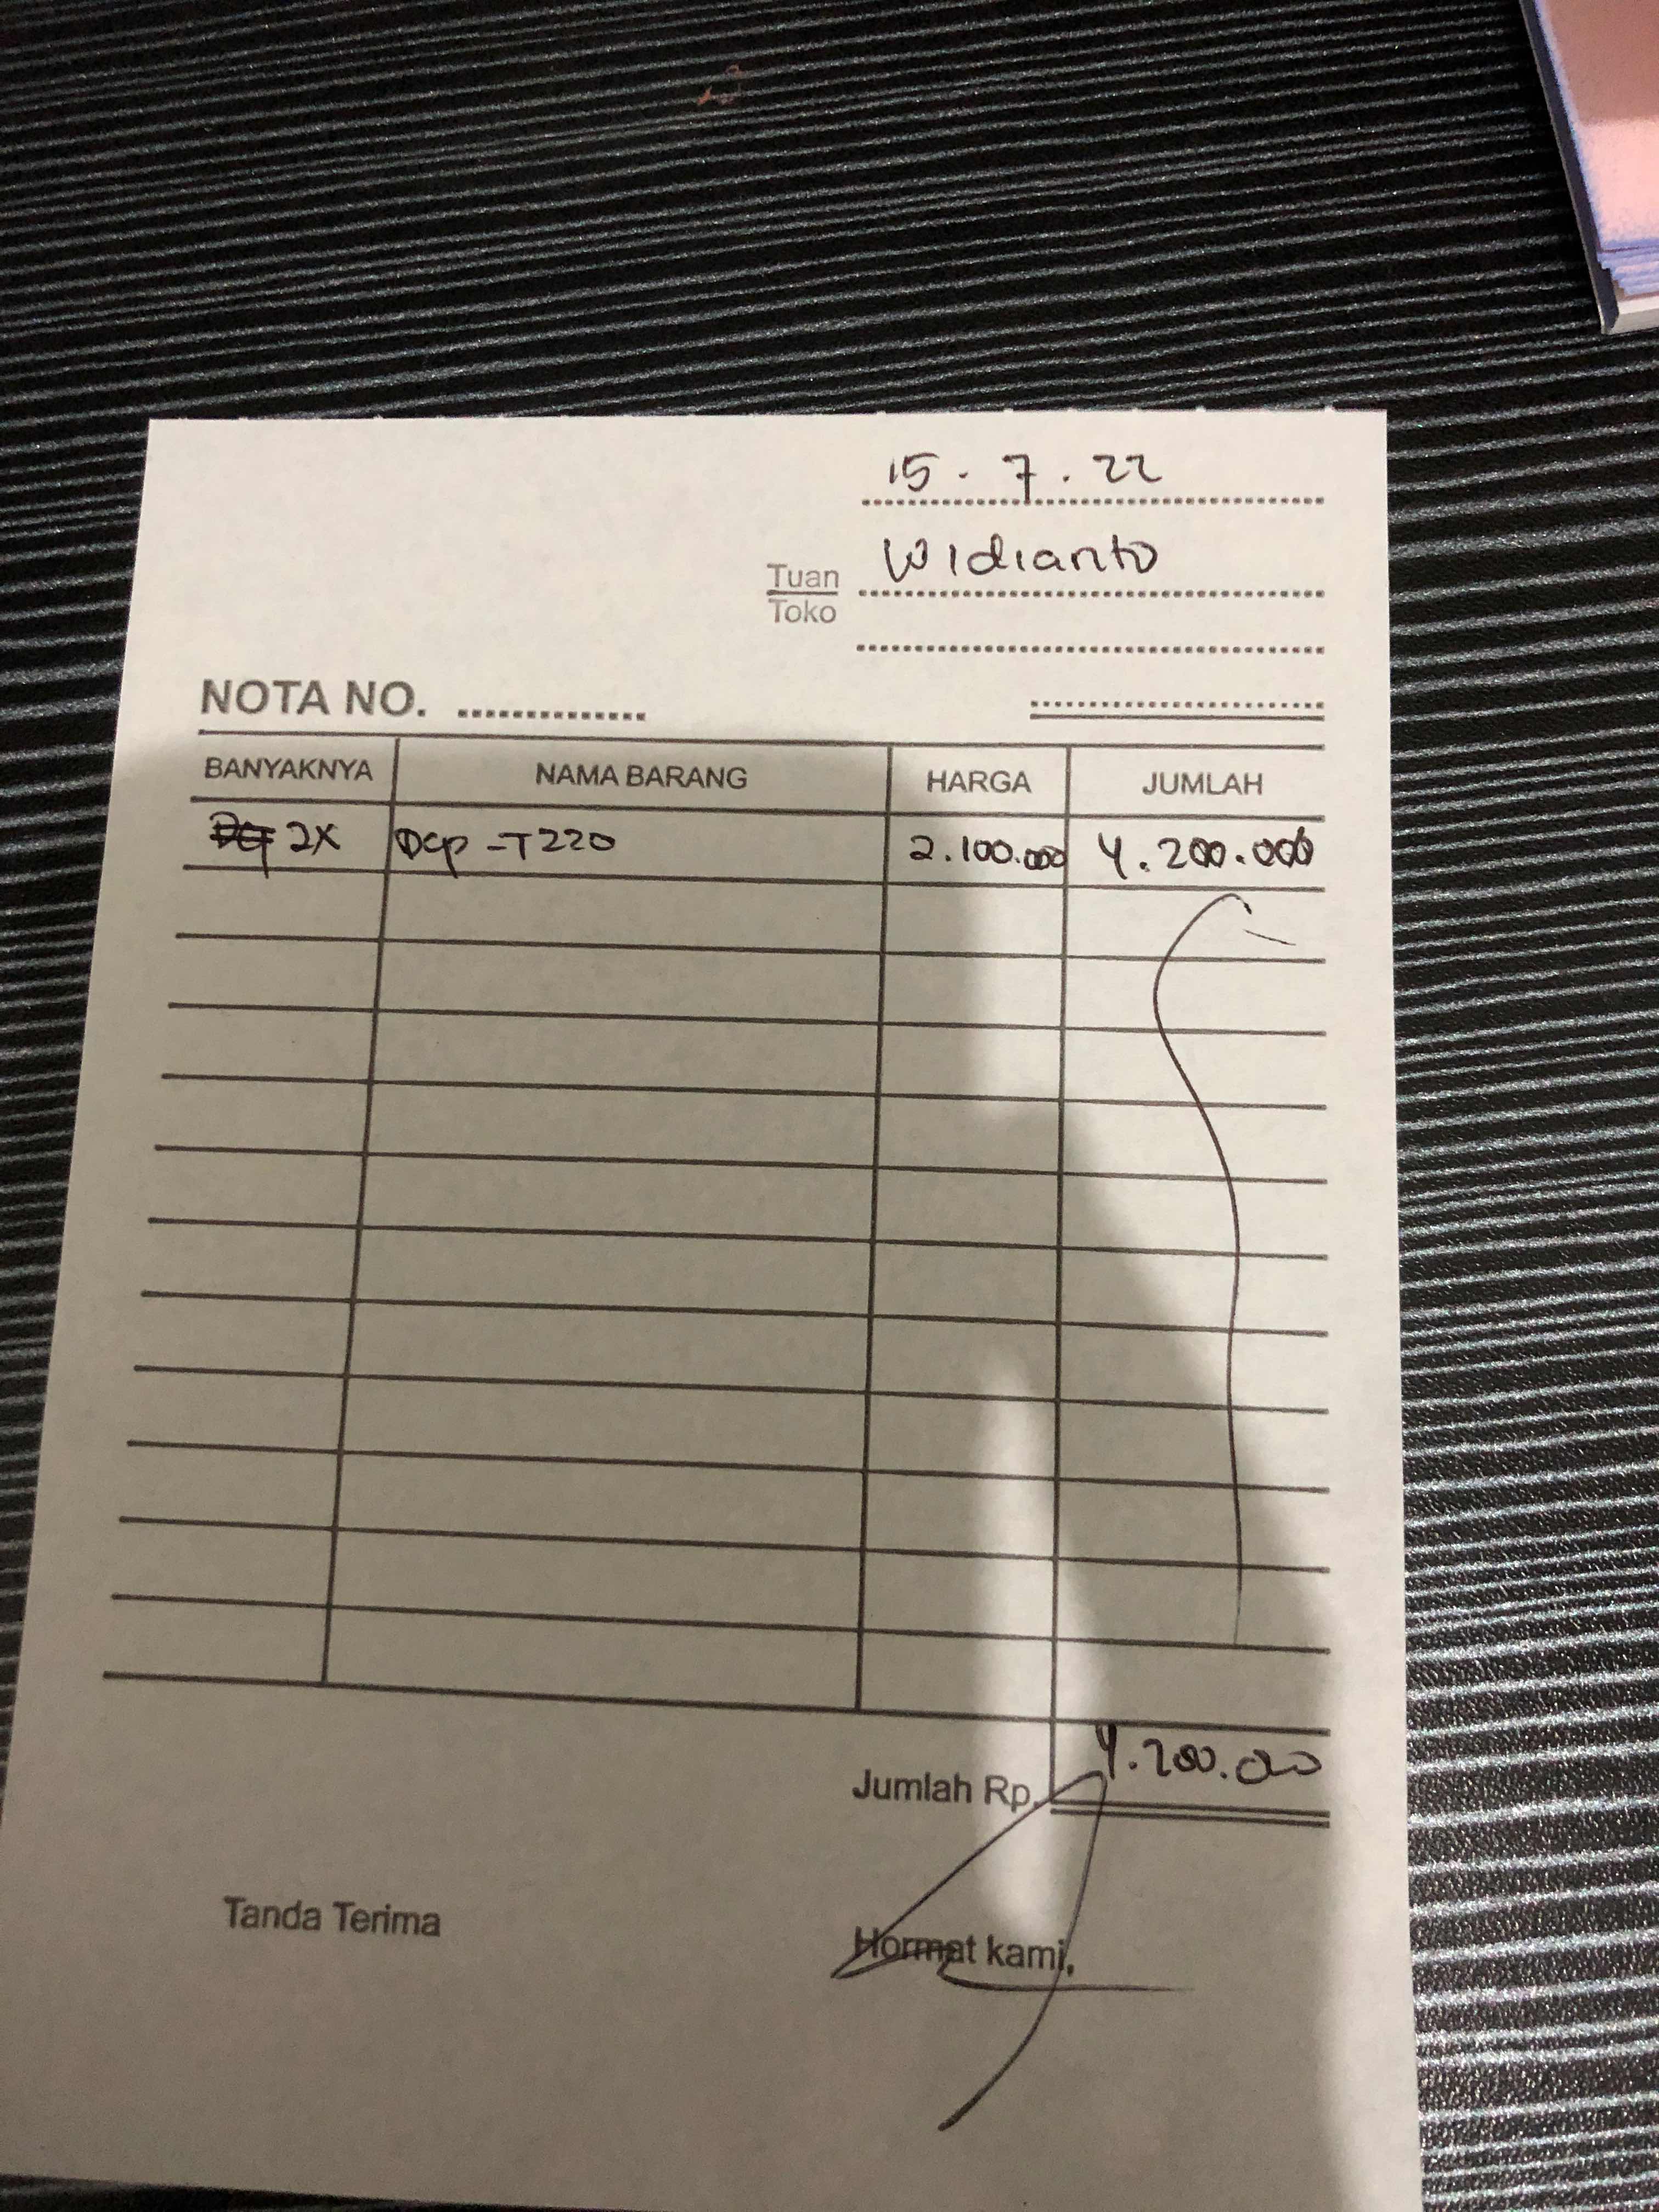 15 - 7 . 22
Tuan Widianto
Toko
NOTA NO.
BANYAKNYA NAMA BARANG HARGA JUMLAH
2X Dcp -T220 2.100.000 4.200.000
Jumlah Rp. 4.200.000
Tanda Terima Hormat kami,